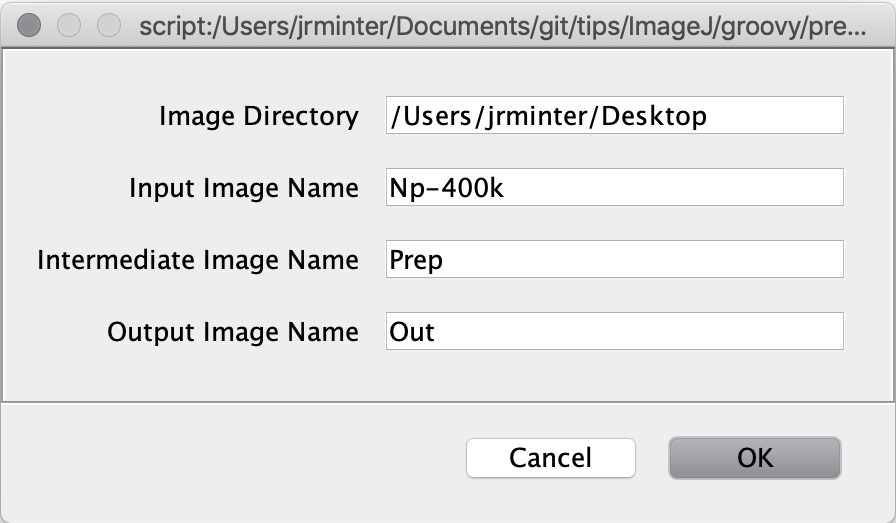 script:/Users/jrminter/Documents/git/tips/ImageJ/groovy/pre...
Image Directory /Users/jrminter/Desktop
Input Image Name Np-400k
Intermediate Image Name Prep
Output Image Name Out
Cancel OK